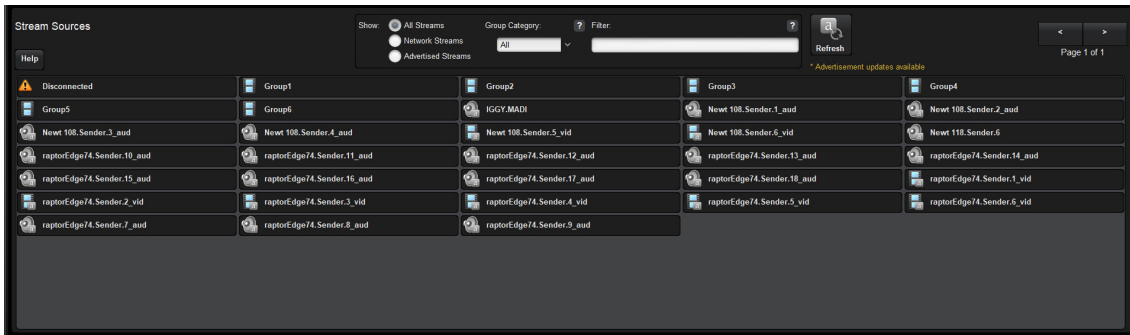 Stream Sources
Show: All Streams Group Category: ? Filter: ?
Network Streams All
Advertised Streams
Refresh
< >
Page 1 of 1
Help
* Advertisement updates available
Disconnected Group1 Group2 Group3 Group4
Group5 Group6 IGGY.MADI Newt 108.Sender.1_aud Newt 108.Sender.2_aud
Newt 108.Sender.3_aud Newt 108.Sender.4_aud Newt 108.Sender.5_vid Newt 108.Sender.6_vid Newt 118.Sender.6
raptorEdge74.Sender.10_aud raptorEdge74.Sender.11_aud raptorEdge74.Sender.12_aud raptorEdge74.Sender.13_aud raptorEdge74.Sender.14_aud
raptorEdge74.Sender.15_aud raptorEdge74.Sender.16_aud raptorEdge74.Sender.17_aud raptorEdge74.Sender.18_aud raptorEdge74.Sender.1_vid
raptorEdge74.Sender.2_vid raptorEdge74.Sender.3_vid raptorEdge74.Sender.4_vid raptorEdge74.Sender.5_vid raptorEdge74.Sender.6_vid
raptorEdge74.Sender.7_aud raptorEdge74.Sender.8_aud raptorEdge74.Sender.9_aud